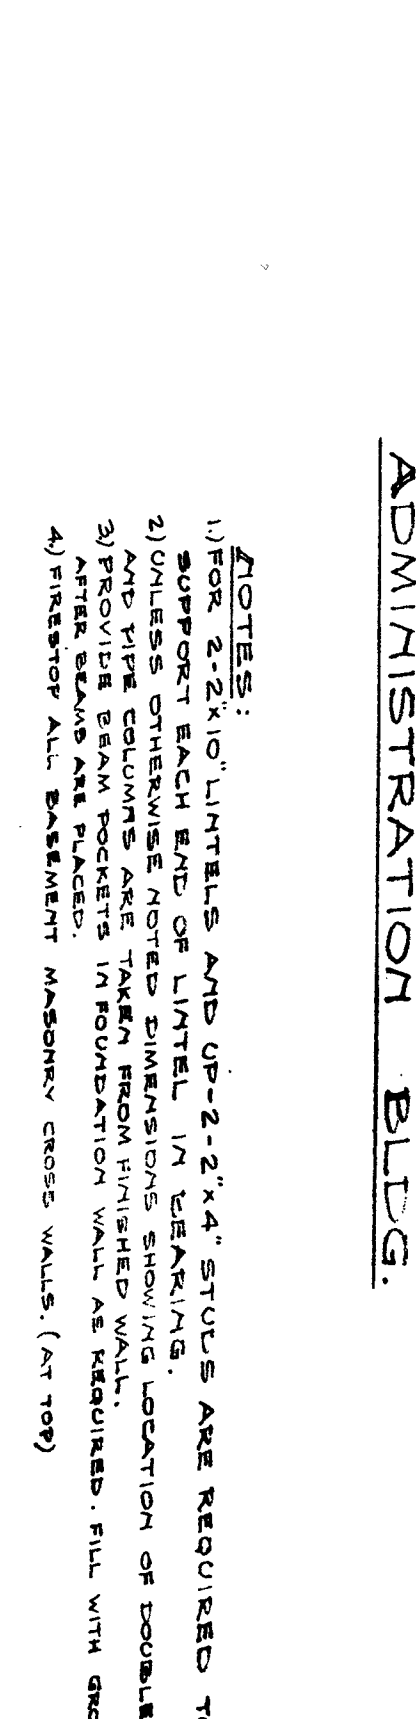 ADMINISTRATION BLDG.
NOTES:
1.) FOR 2-2"x10" LINTELS AND UP-2-2"x4" STUDS ARE REQUIRED TO
SUPPORT EACH END OF LINTEL IN BEARING.
2) UNLESS OTHERWISE NOTED DIMENSIONS SHOWING LOCATION OF DOUBLE
AND PIPE COLUMNS ARE TAKEN FROM FINISHED WALL.
3.) PROVIDE BEAM POCKETS IN FOUNDATION WALL AS REQUIRED. FILL WITH GRO
AFTER BEAMS ARE PLACED.
4.) FIRESTOP ALL BASEMENT MASONRY CROSS WALLS. (AT TOP)